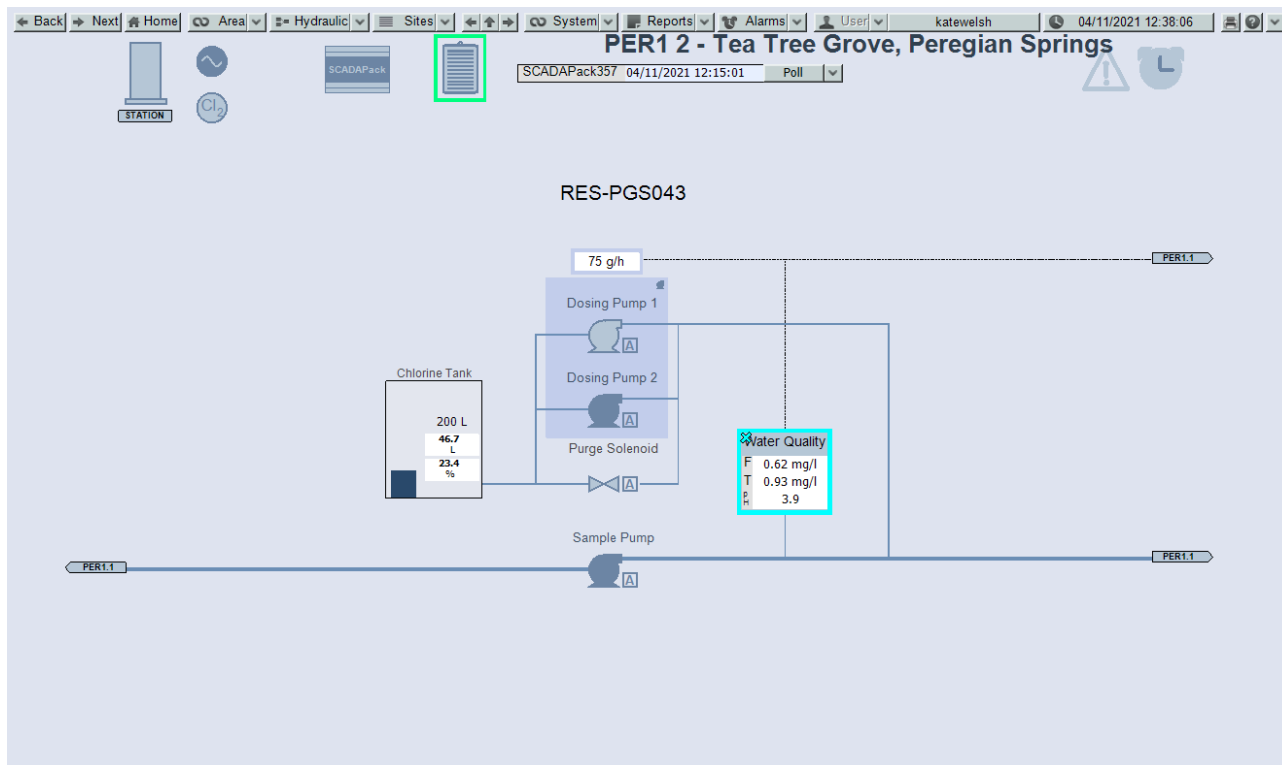 Back Next Home Area Hydraulic Sites System Reports Alarms User katewelsh 04/11/2021 12:38:06
PER1 2 - Tea Tree Grove, Peregian Springs
SCADAPack
SCADAPack357 04/11/2021 12:15:01 Poll
Cl2
STATION
RES-PGS043
75 g/h
PER1.1
Dosing Pump 1
A
Chlorine Tank
Dosing Pump 2
200 L
A
46.7
L
Water Quality
Purge Solenoid
23.4
%
F 0.62 mg/l
T 0.93 mg/l
A
pH 3.9
Sample Pump
PER1.1
PER1.1
A